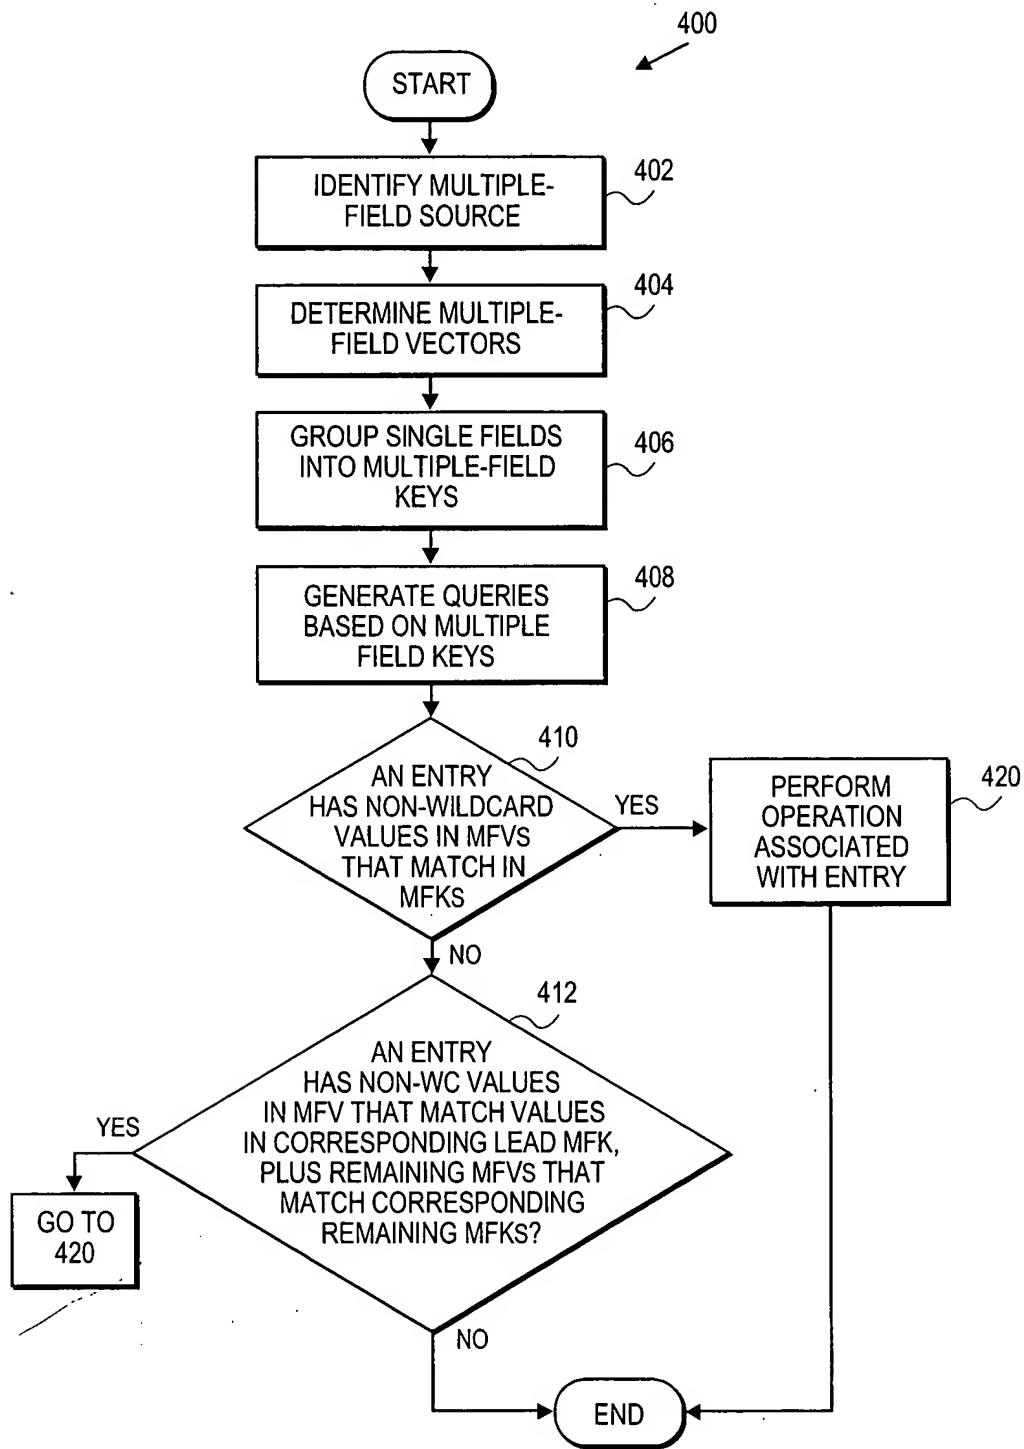 400
START
402
IDENTIFY MULTIPLE-
FIELD SOURCE
404
DETERMINE MULTIPLE-
FIELD VECTORS
406
GROUP SINGLE FIELDS
INTO MULTIPLE-FIELD
KEYS
408
GENERATE QUERIES
BASED ON MULTIPLE
FIELD KEYS
410
AN ENTRY
HAS NON-WILDCARD
VALUES IN MFVs
THAT MATCH IN
MFKs
YES
420
PERFORM
OPERATION
ASSOCIATED
WITH ENTRY
NO
412
AN ENTRY
HAS NON-WC VALUES
IN MFV THAT MATCH VALUES
IN CORRESPONDING LEAD MFK,
PLUS REMAINING MFVs THAT
MATCH CORRESPONDING
REMAINING MFKs?
YES
GO TO
420
NO
END